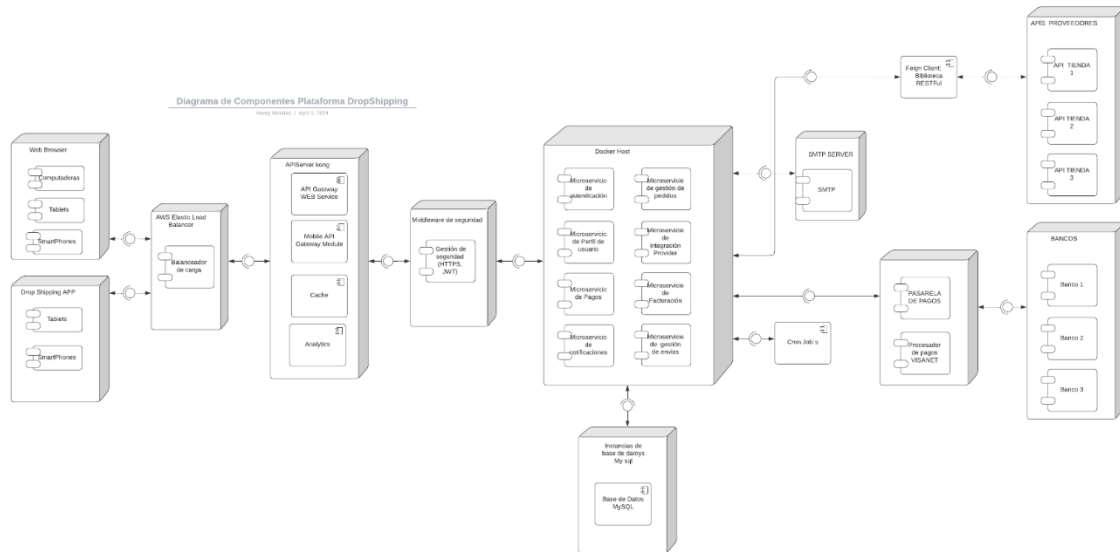 Diagrama de Componentes Plataforma DropShipping
| April 1, 2024
Web Browser
Computadoras
Tablets
SmartPhones
Drop Shipping APP
Tablets
SmartPhones
AWS Elastic Load
Balancer
Balanceador
de carga
APIServer kong
API Gateway
WEB Service
Mobile API
Gateway Module
Cache
Analytics
Middleware de seguridad
Gestión de
seguridad
(HTTPS,
JWT)
Docker Host
Microservicio
de
autenticación
Microservicio
de gestión de
pedidos
Microservicio
de Perfil de
usuario
Microservicio
de
integración
Provider
Microservicio
de Pagos
Microservicio
de
Facturación
Microservicio
de
notificaciones
Microservicio
de gestión
de envíos
Instancias de
base de datoys
My sql
Base de Datos
MySQL
SMTP SERVER
SMTP
Cron Job´s
Feign Client:
Biblioteca
RESTFul
APÍS PROVEEDORES
API TIENDA
1
API TIENDA
2
API TIENDA
3
PASARELA
DE PAGOS
Procesador
de pagos
VISANET
BANCOS
Banco 1
Banco 2
Banco 3